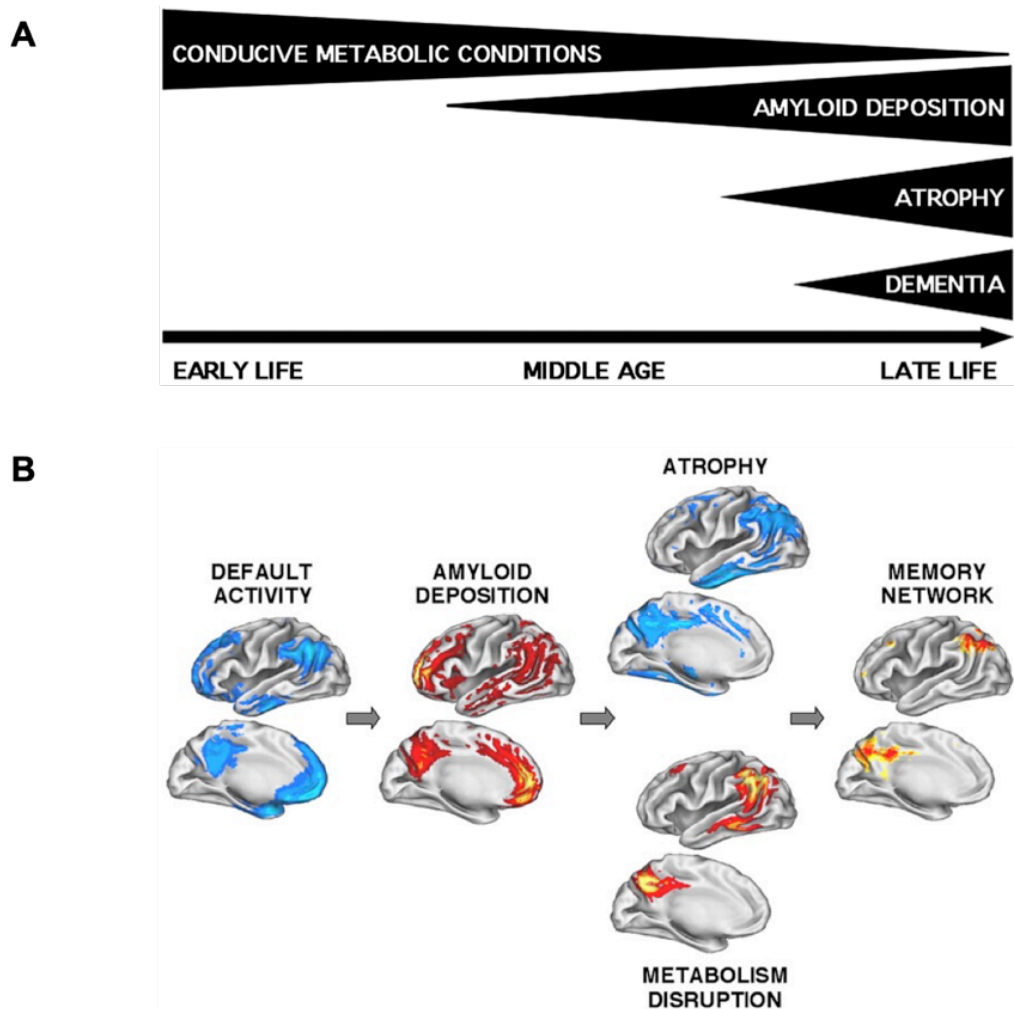 A
CONDUCIVE METABOLIC CONDITIONS
AMYLOID DEPOSITION
ATROPHY
DEMENTIA
EARLY LIFE MIDDLE AGE LATE LIFE
B
ATROPHY
DEFAULT
ACTIVITY
AMYLOID
DEPOSITION
MEMORY
NETWORK
METABOLISM
DISRUPTION